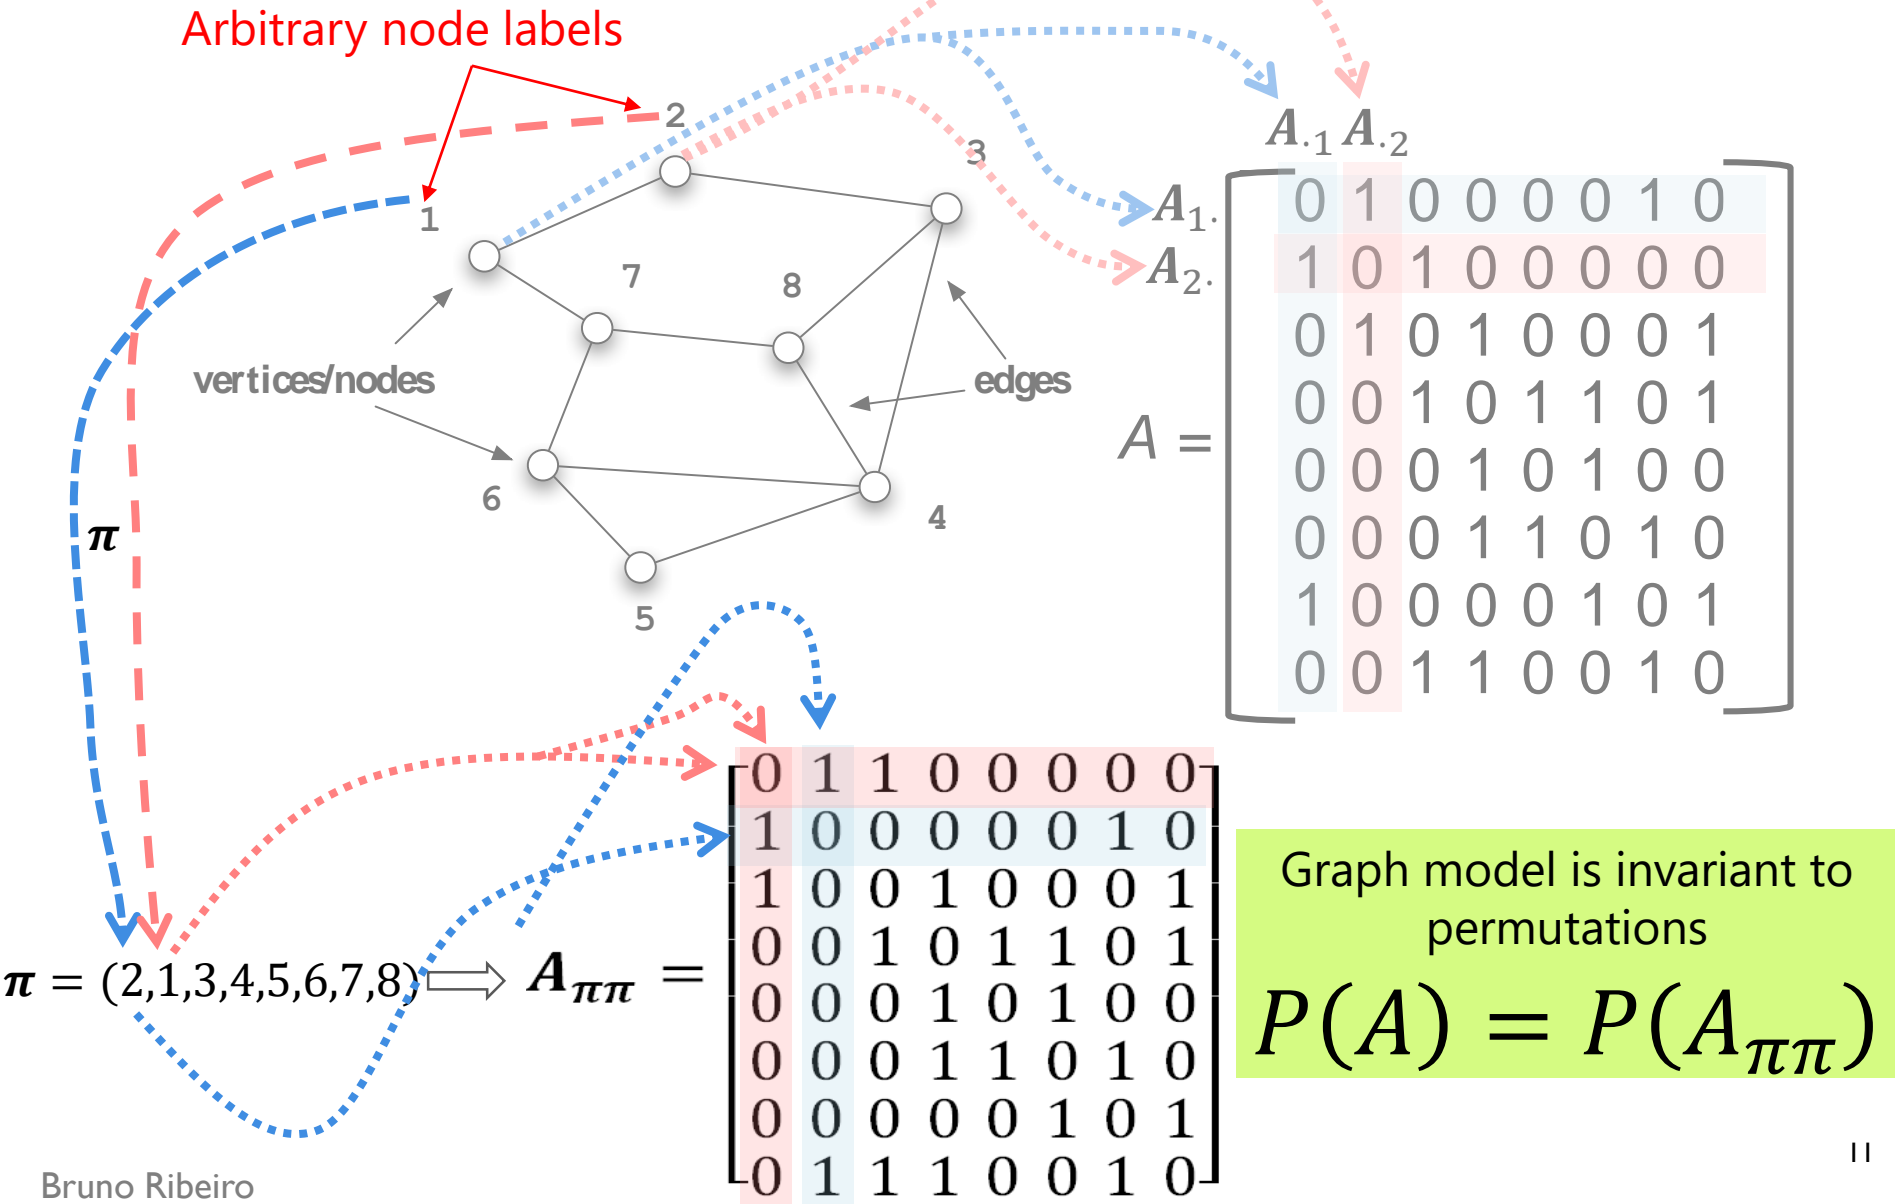 Arbitrary node labels
2
1
3
7
8
vertices/nodes
edges
6
4
5
π
A.1 A.2
A1.
A2.
A =
0 1 0 0 0 0 1 0
1 0 1 0 0 0 0 0
0 1 0 1 0 0 0 1
0 0 1 0 1 1 0 1
0 0 0 1 0 1 0 0
0 0 0 1 1 0 1 0
1 0 0 0 0 1 0 1
0 0 1 1 0 0 1 0
π = (2,1,3,4,5,6,7,8)
Aππ =
0 1 1 0 0 0 0 0
1 0 0 0 0 0 1 0
1 0 0 1 0 0 0 1
0 0 1 0 1 1 0 1
0 0 0 1 0 1 0 0
0 0 0 1 1 0 1 0
0 0 0 0 0 1 0 1
0 1 1 1 0 0 1 0
Graph model is invariant to
permutations
P(A) = P(Aππ)
Bruno Ribeiro
11